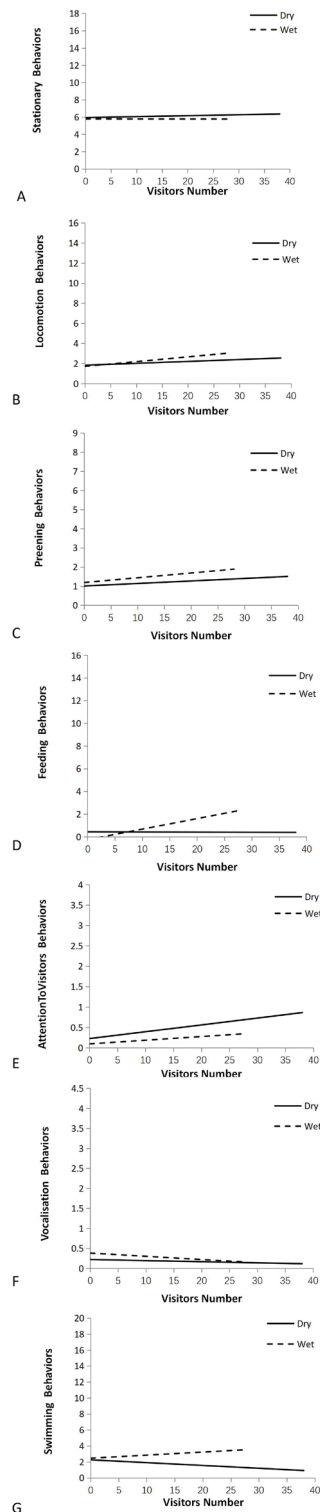 18
16
14
12
10
8
6
4
2
0
Stationary Behaviors
Dry
Wet
0 5 10 15 20 25 30 35 40
Visitors Number
A
16
14
12
10
8
6
4
2
0
Locomotion Behaviors
Dry
Wet
0 5 10 15 20 25 30 35 40
Visitors Number
B
9
8
7
6
5
4
3
2
1
0
Preening Behaviors
Dry
Wet
0 5 10 15 20 25 30 35 40
Visitors Number
C
16
14
12
10
8
6
4
2
0
Feeding Behaviors
Dry
Wet
0 5 10 15 20 25 30 35 40
Visitors Number
D
4
3.5
3
2.5
2
1.5
1
0.5
0
AttentionToVisitors Behaviors
Dry
Wet
0 5 10 15 20 25 30 35 40
Visitors Number
E
4.5
4
3.5
3
2.5
2
1.5
1
0.5
0
Vocalisation Behaviors
Dry
Wet
0 5 10 15 20 25 30 35 40
Visitors Number
F
20
18
16
14
12
10
8
6
4
2
0
Swimming Behaviors
Dry
Wet
0 5 10 15 20 25 30 35 40
Visitors Number
G